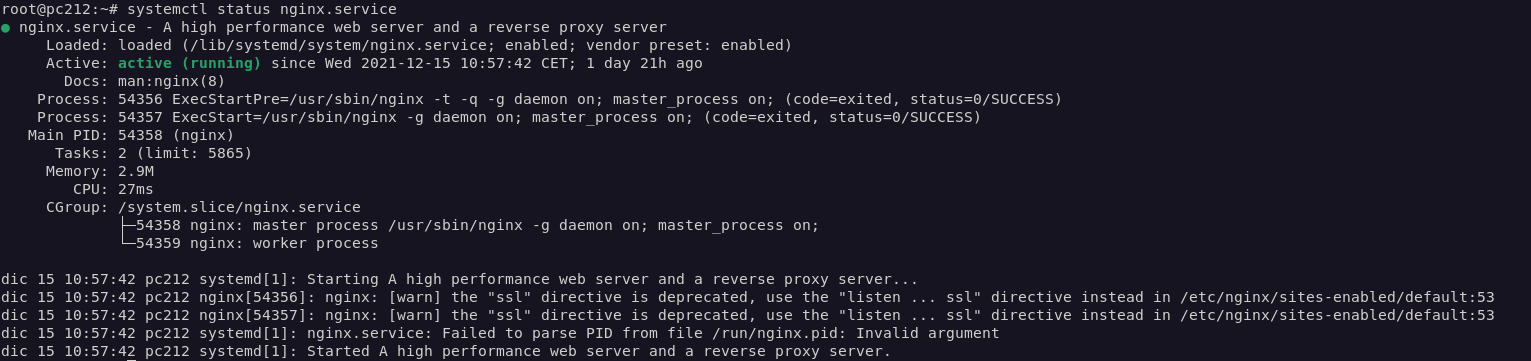 root@pc212:~# systemctl status nginx.service
● nginx.service - A high performance web server and a reverse proxy server
     Loaded: loaded (/lib/systemd/system/nginx.service; enabled; vendor preset: enabled)
     Active: active (running) since Wed 2021-12-15 10:57:42 CET; 1 day 21h ago
       Docs: man:nginx(8)
    Process: 54356 ExecStartPre=/usr/sbin/nginx -t -q -g daemon on; master_process on; (code=exited, status=0/SUCCESS)
    Process: 54357 ExecStart=/usr/sbin/nginx -g daemon on; master_process on; (code=exited, status=0/SUCCESS)
   Main PID: 54358 (nginx)
      Tasks: 2 (limit: 5865)
     Memory: 2.9M
        CPU: 27ms
     CGroup: /system.slice/nginx.service
             ├─54358 nginx: master process /usr/sbin/nginx -g daemon on; master_process on;
             └─54359 nginx: worker process
dic 15 10:57:42 pc212 systemd[1]: Starting A high performance web server and a reverse proxy server...
dic 15 10:57:42 pc212 nginx[54356]: nginx: [warn] the "ssl" directive is deprecated, use the "listen ... ssl" directive instead in /etc/nginx/sites-enabled/default:53
dic 15 10:57:42 pc212 nginx[54357]: nginx: [warn] the "ssl" directive is deprecated, use the "listen ... ssl" directive instead in /etc/nginx/sites-enabled/default:53
dic 15 10:57:42 pc212 systemd[1]: nginx.service: Failed to parse PID from file /run/nginx.pid: Invalid argument
dic 15 10:57:42 pc212 systemd[1]: Started A high performance web server and a reverse proxy server.